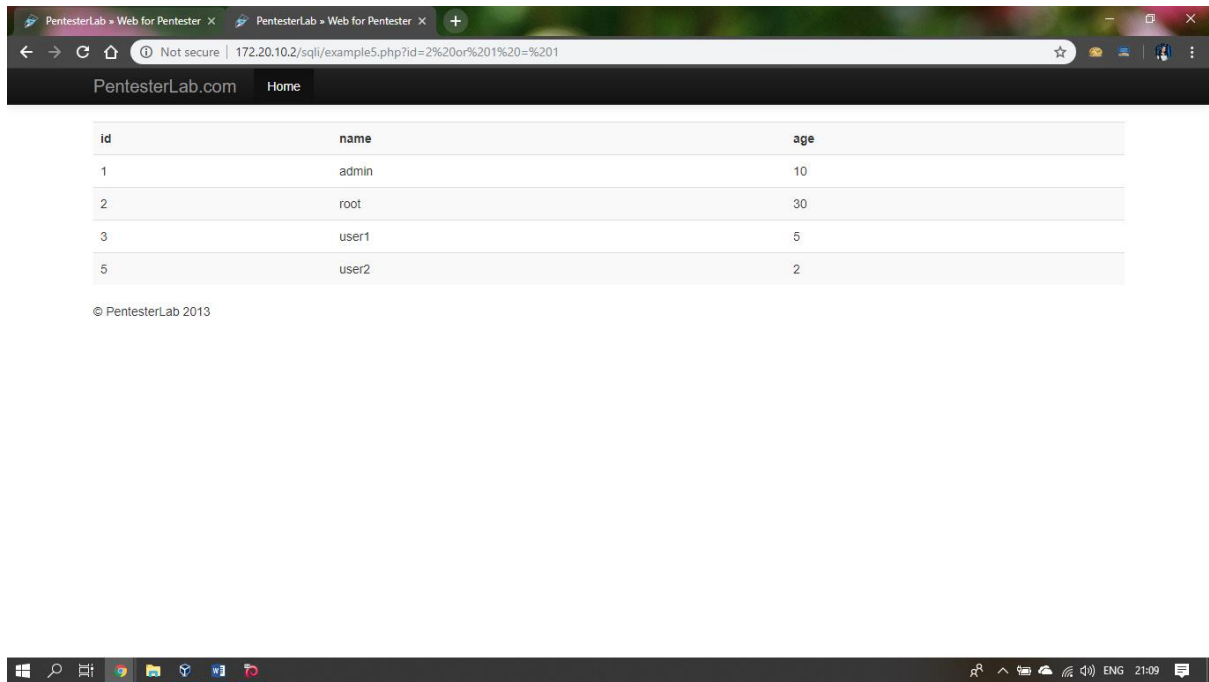 PentesterLab » Web for Pentester × PentesterLab » Web for Pentester × +
Not secure | 172.20.10.2/sqli/example5.php?id=2%20or%201%20=%201
PentesterLab.com Home
id name age
1 admin 10
2 root 30
3 user1 5
5 user2 2
© PentesterLab 2013
ENG 21:09